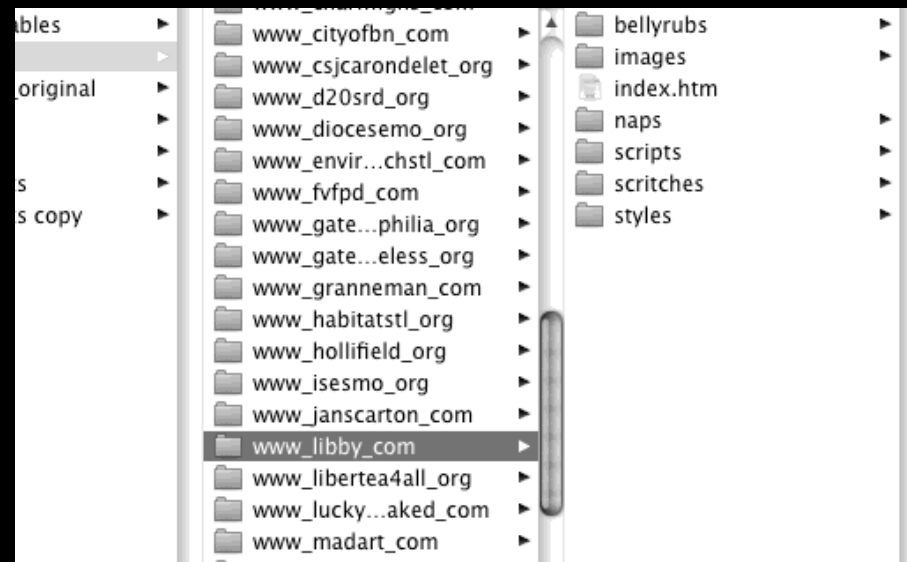 ables
_original
s
s copy
www_cityofbn_com
www_csjcarondelet_org
www_d20srd_org
www_diocesemo_org
www_envir...chstl_com
www_fvfpd_com
www_gate...philia_org
www_gate...eless_org
www_granneman_com
www_habitatstl_org
www_hollifield_org
www_isesmo_org
www_janscarton_com
www_libby_com
www_libertea4all_org
www_lucky...aked_com
www_madart_com
bellyrubs
images
index.htm
naps
scripts
scritches
styles